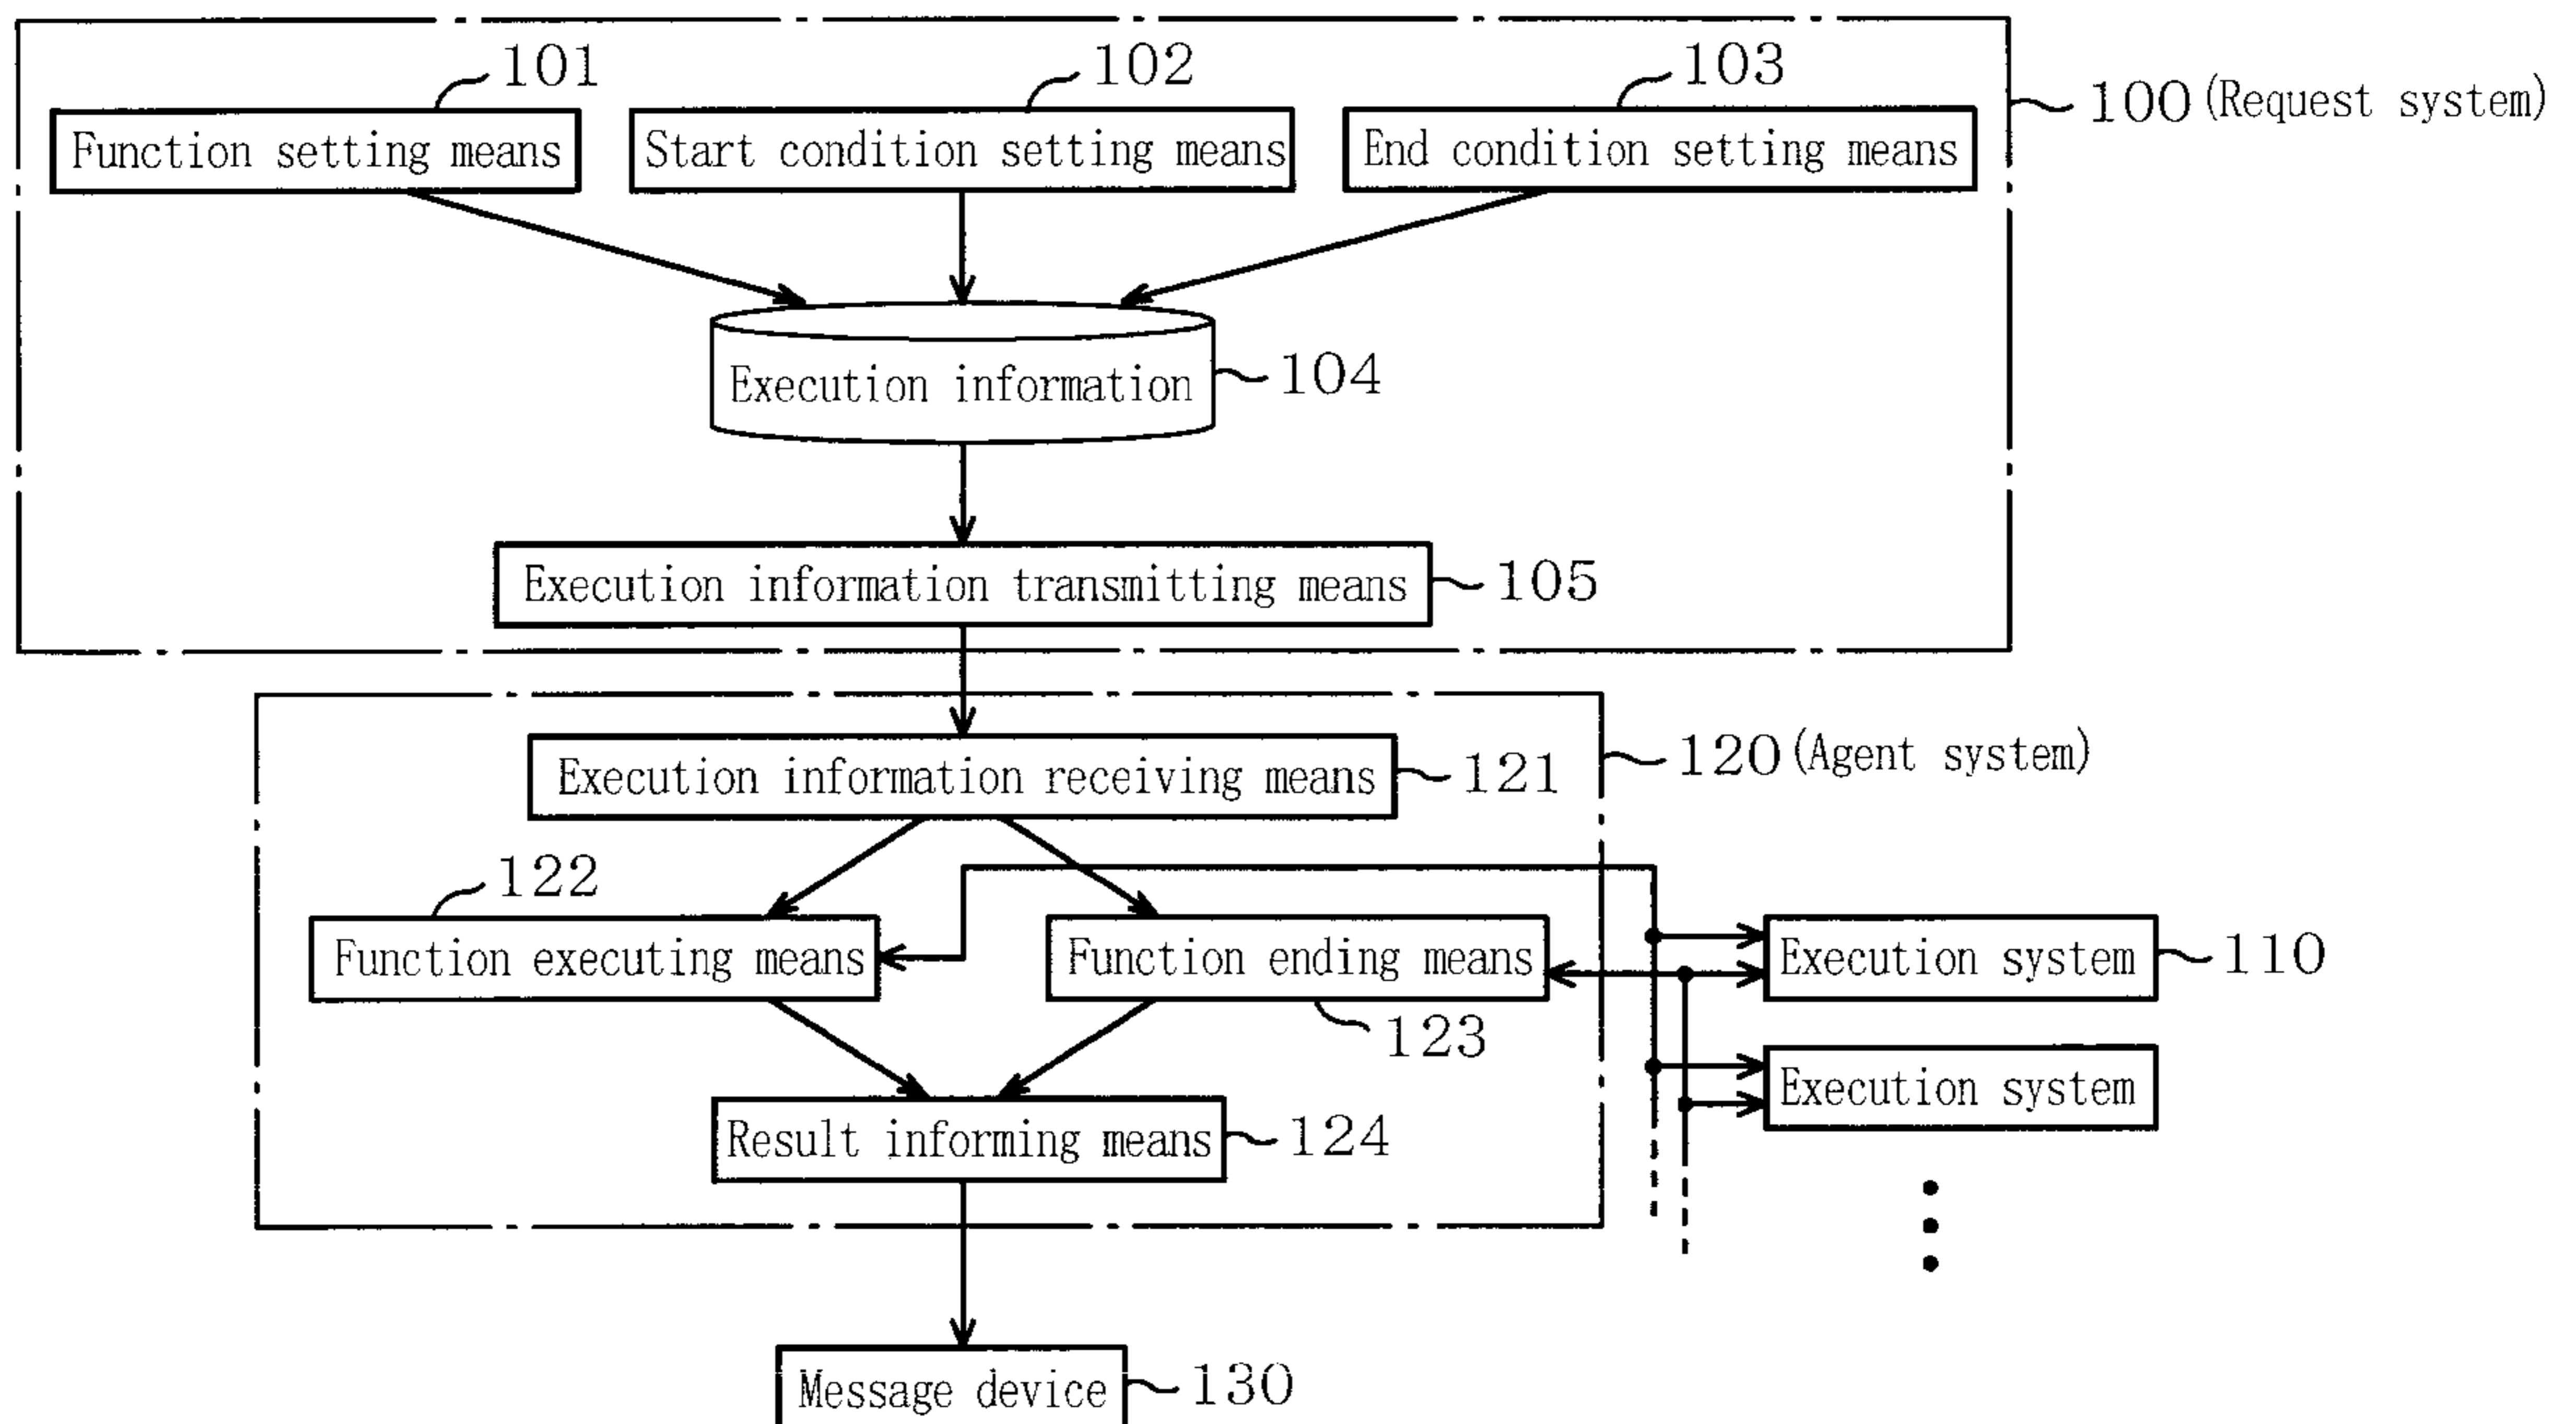 101
102
103
100 (Request system)
Function setting means
Start condition setting means
End condition setting means
Execution information
104
Execution information transmitting means
105
Execution information receiving means
121
120 (Agent system)
122
Function executing means
Function ending means
Execution system
110
123
Execution system
Result informing means
124
Message device
130